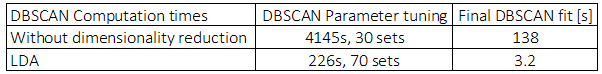 DBSCAN Computation times DBSCAN Parameter tuning Final DBSCAN fit [s]
Without dimensionality reduction 4145s, 30 sets 138
LDA 226s, 70 sets 3.2